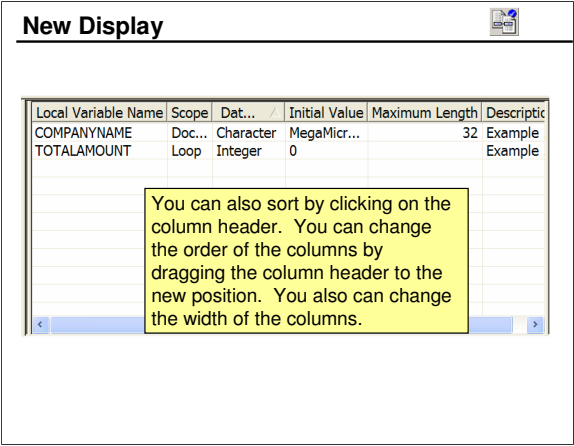 New Display
Local Variable Name Scope Dat... Initial Value Maximum Length Descriptic
COMPANYNAME Doc... Character MegaMicr... 32 Example
TOTALAMOUNT Loop Integer 0 Example
You can also sort by clicking on the
column header. You can change
the order of the columns by
dragging the column header to the
new position. You also can change
the width of the columns.